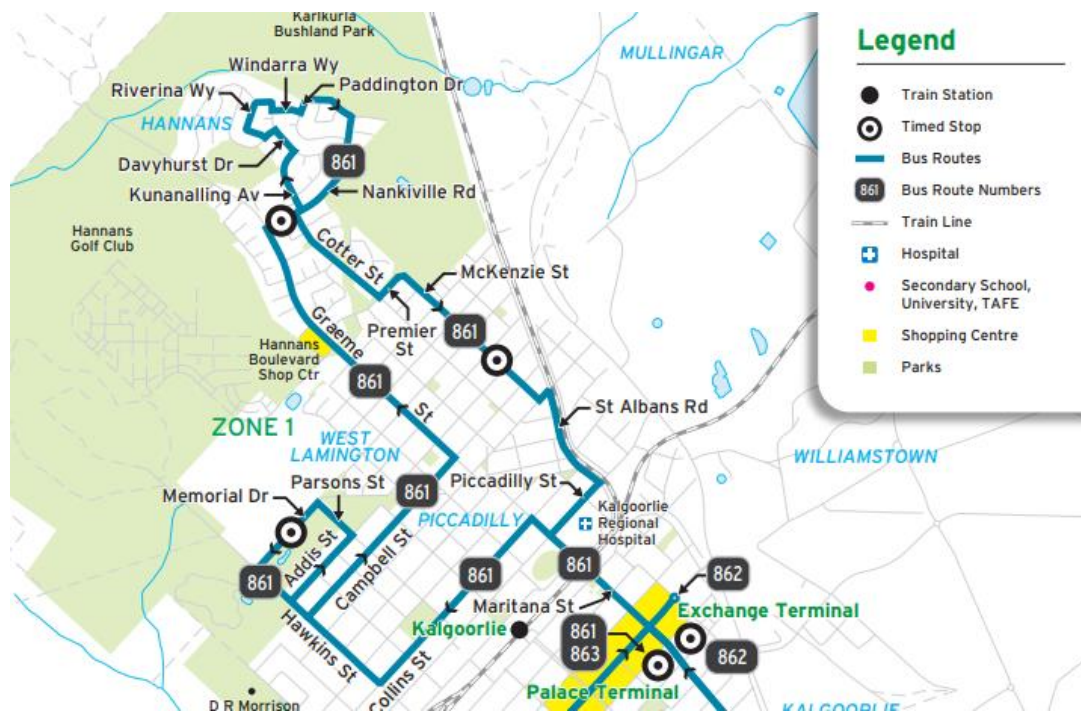 Karlkurla
Bushland Park
Windarra Wy
Riverina Wy
Paddington Dr
MULLINGAR
HANNANS
Davyhurst Dr
861
Kunanalling Av
Nankiville Rd
Hannans
Golf Club
Cotter St
McKenzie St
Premier
St
861
Graeme
St
Hannans
Boulevard
Shop Ctr
861
ZONE 1
St Albans Rd
WEST
LAMINGTON
WILLIAMSTOWN
Parsons St
861
Piccadilly St
Memorial Dr
PICCADILLY
Kalgoorlie
Regional
Hospital
Addis St
Campbell St
861
861
861
862
Maritana St
Exchange Terminal
Hawkins St
Kalgoorlie
861
863
862
Collins St
Palace Terminal
D R Morrison
KALGOORLIE
Legend
Train Station
Timed Stop
Bus Routes
861
Bus Route Numbers
Train Line
Hospital
Secondary School,
University, TAFE
Shopping Centre
Parks